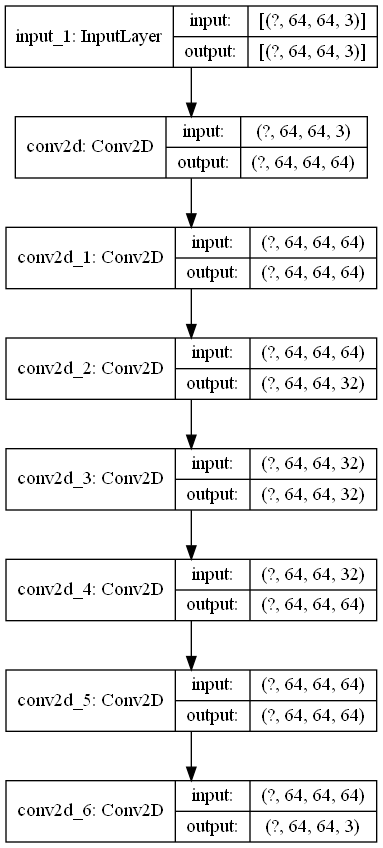 input_1: InputLayer
input: [(?, 64, 64, 3)]
output: [(?, 64, 64, 3)]
conv2d: Conv2D
input: (?, 64, 64, 3)
output: (?, 64, 64, 64)
conv2d_1: Conv2D
input: (?, 64, 64, 64)
output: (?, 64, 64, 64)
conv2d_2: Conv2D
input: (?, 64, 64, 64)
output: (?, 64, 64, 32)
conv2d_3: Conv2D
input: (?, 64, 64, 32)
output: (?, 64, 64, 32)
conv2d_4: Conv2D
input: (?, 64, 64, 32)
output: (?, 64, 64, 64)
conv2d_5: Conv2D
input: (?, 64, 64, 64)
output: (?, 64, 64, 64)
conv2d_6: Conv2D
input: (?, 64, 64, 64)
output: (?, 64, 64, 3)